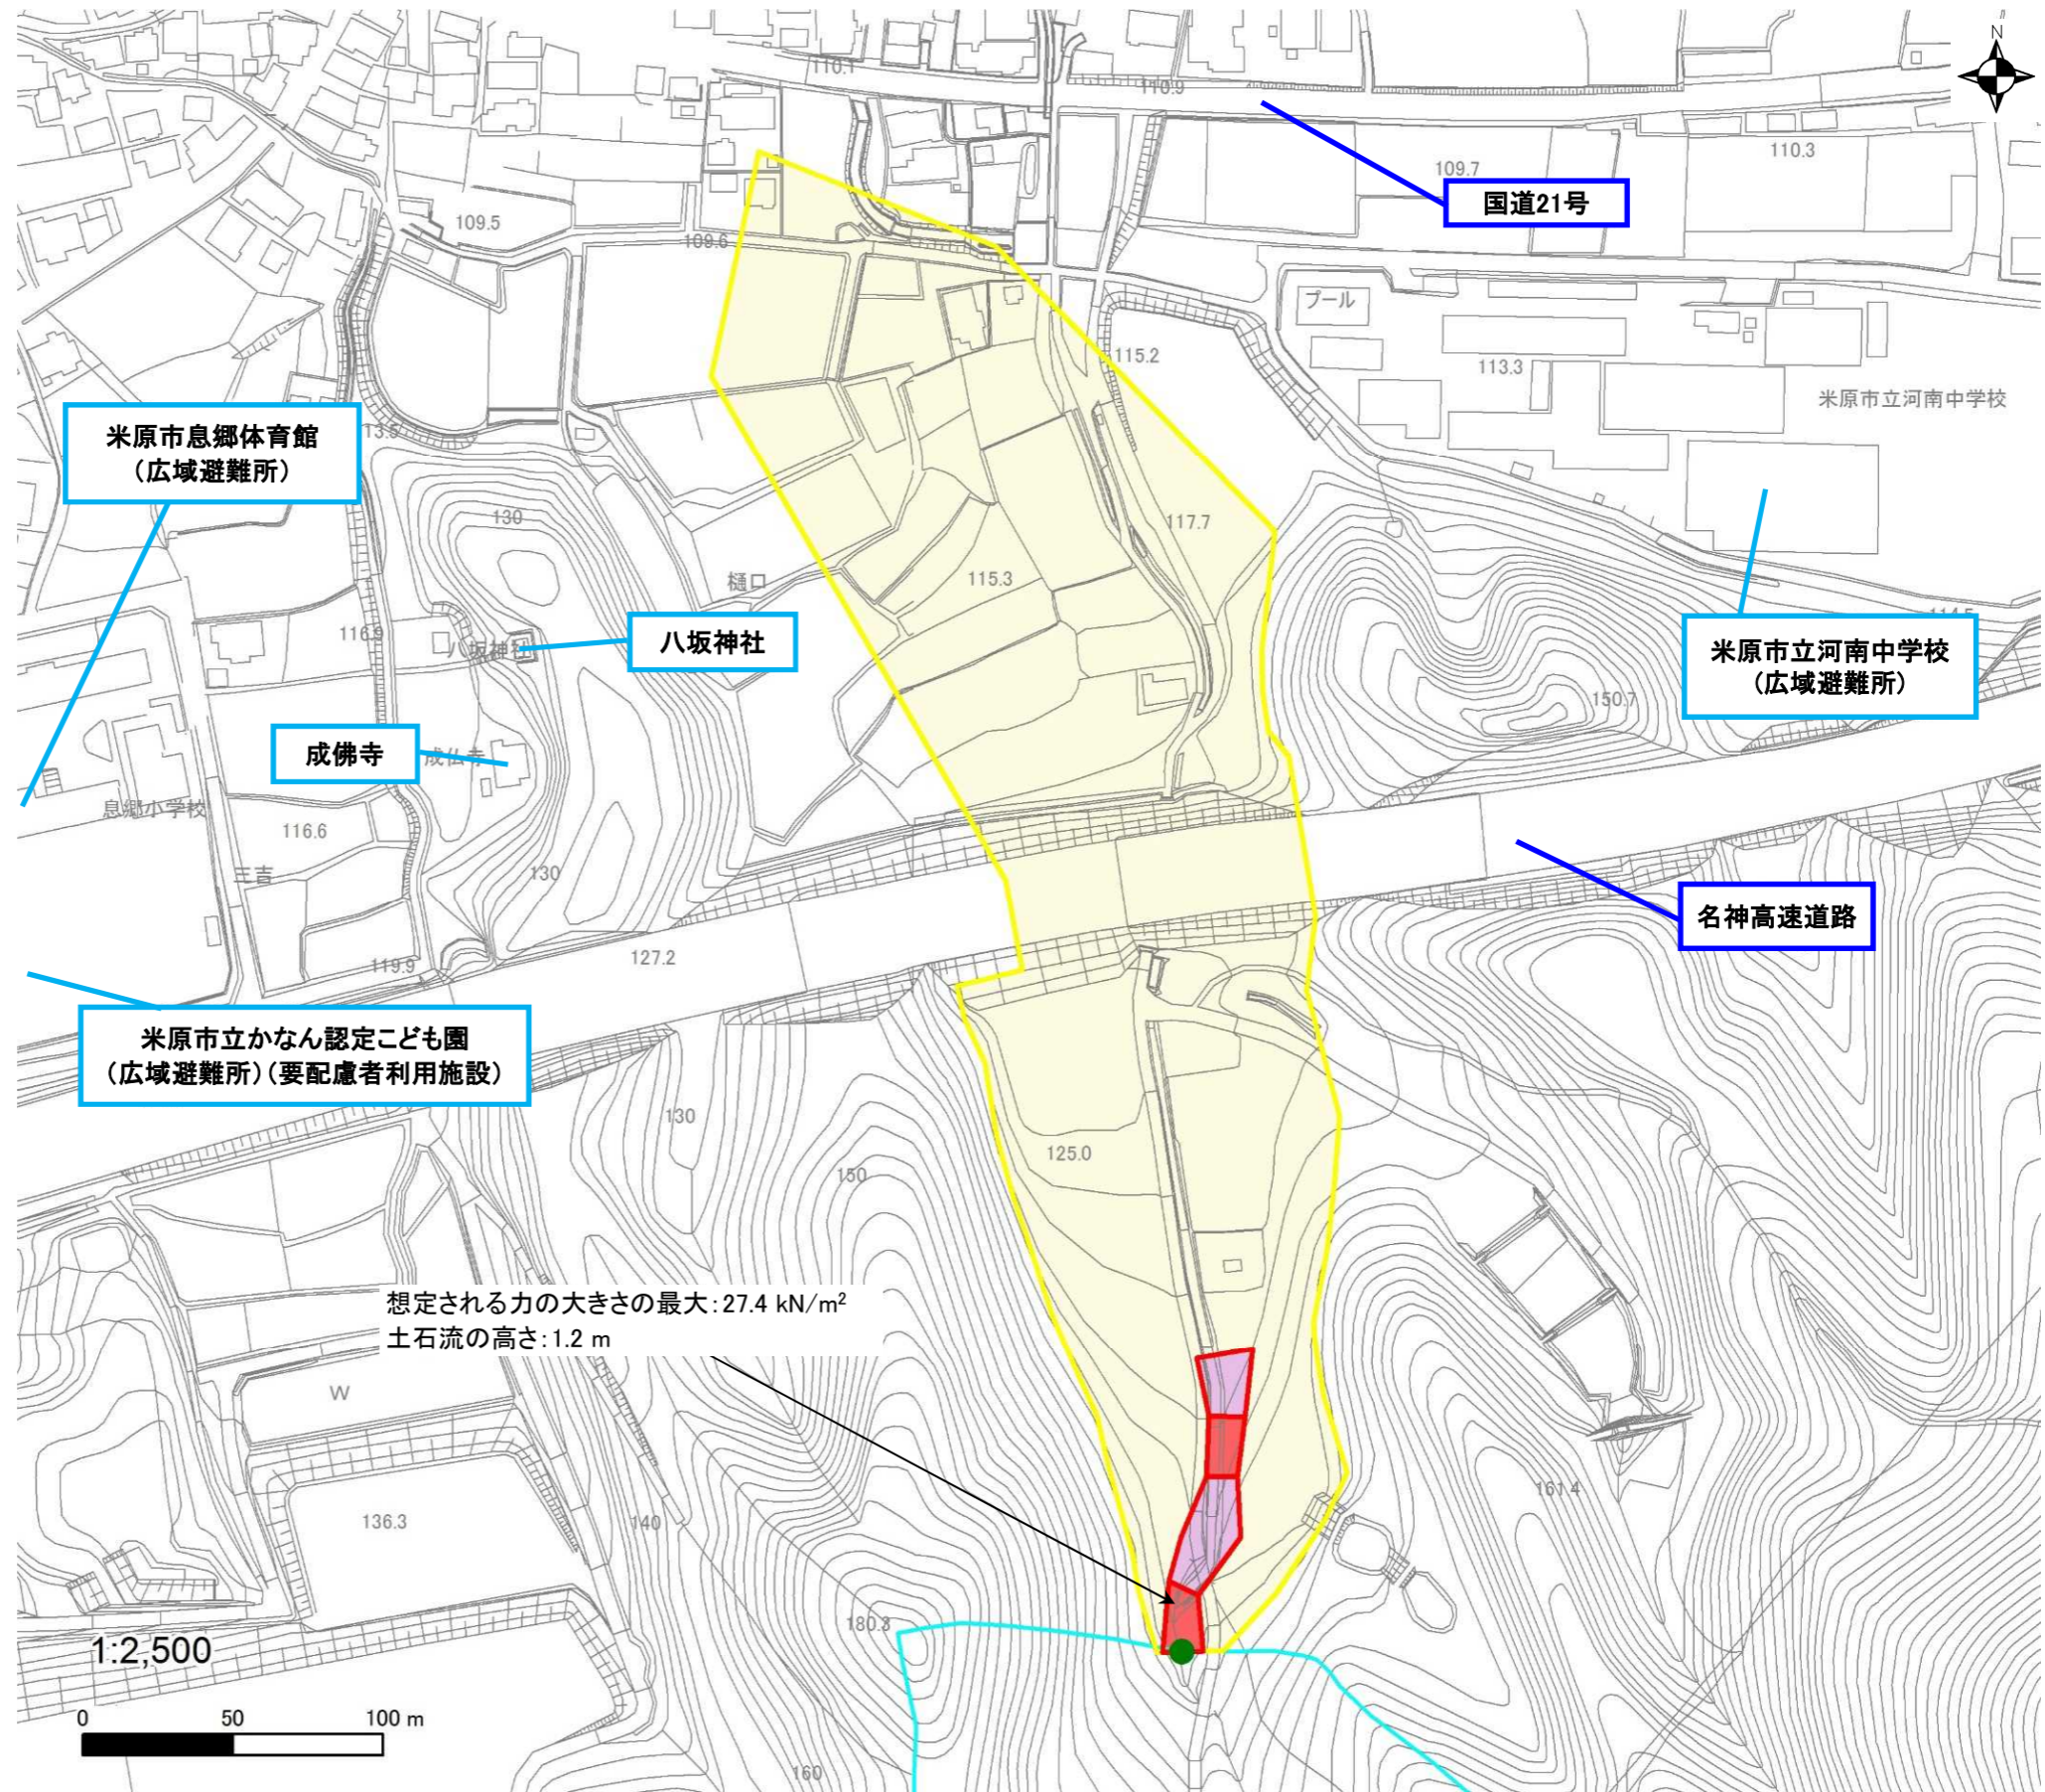 N
110.1
110.9
110.3
109.7
国道21号
109.5
109.6
プール
115.2
113.3
米原市立河南中学校
米原市息郷体育館
（広域避難所）
13.5
130
117.7
115.3
樋口
116.9
八坂神社
八坂神社
米原市立河南中学校
（広域避難所）
150.7
成佛寺
成仏寺
息郷小学校
116.6
三吉
130
名神高速道路
127.2
119.9
米原市立かなん認定こども園
（広域避難所）（要配慮者利用施設）
130
125.0
150
想定される力の大きさの最大：27.4 kN/m²
土石流の高さ：1.2 m
W
161.4
136.3
140
180.3
1:2,500
0 50 100 m
160